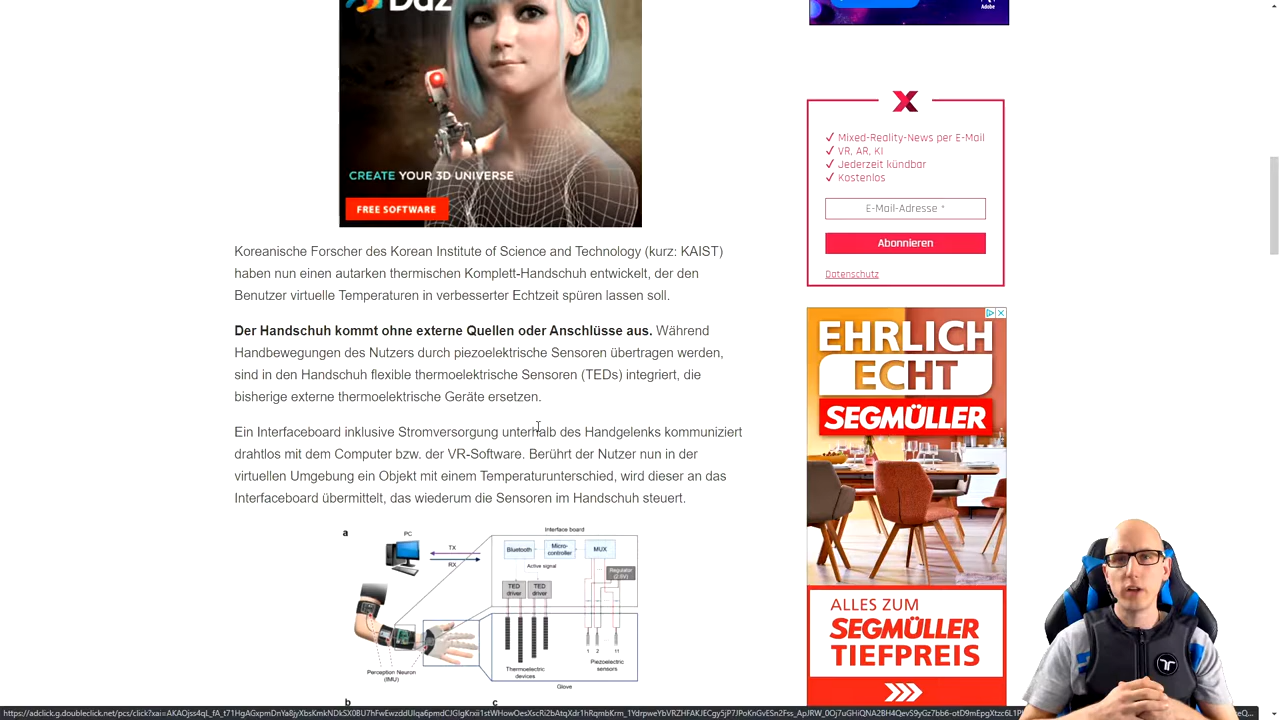 Daz
CREATE YOUR 3D UNIVERSE
FREE SOFTWARE
Koreanische Forscher des Korean Institute of Science and Technology (kurz: KAIST)
haben nun einen autarken thermischen Komplett-Handschuh entwickelt, der den
Benutzer virtuelle Temperaturen in verbesserter Echtzeit spüren lassen soll.
Der Handschuh kommt ohne externe Quellen oder Anschlüsse aus. Während
Handbewegungen des Nutzers durch piezoelektrische Sensoren übertragen werden,
sind in den Handschuh flexible thermoelektrische Sensoren (TEDs) integriert, die
bisherige externe thermoelektrische Geräte ersetzen.
Ein Interfaceboard inklusive Stromversorgung unterhalb des Handgelenks kommuniziert
drahtlos mit dem Computer bzw. der VR-Software. Berührt der Nutzer nun in der
virtuellen Umgebung ein Objekt mit einem Temperaturunterschied, wird dieser an das
Interfaceboard übermittelt, das wiederum die Sensoren im Handschuh steuert.
a
PC
TX
RX
Perception Neuron
(IMU)
Interface board
Bluetooth
Micro-
controller
MUX
Active signal
Regulator
(2.6V)
TED
driver
TED
driver
1 2 11
Thermoelectric
devices
Piezoelectric
sensors
Glove
b
c
Adobe
X
✓ Mixed-Reality-News per E-Mail
✓ VR, AR, KI
✓ Jederzeit kündbar
✓ Kostenlos
E-Mail-Adresse *
Abonnieren
Datenschutz
EHRLICH
ECHT
SEGMÜLLER
ALLES ZUM
SEGMÜLLER
TIEFPREIS